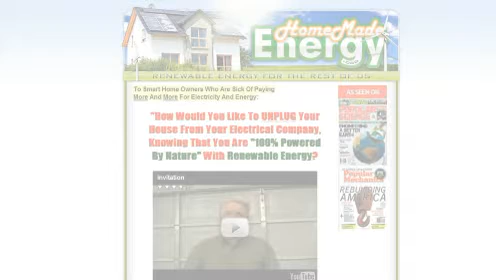 HomeMade
Energy
RENEWABLE ENERGY FOR THE REST OF US
To Smart Home Owners Who Are Sick Of Paying
More And More For Electricity And Energy:
AS SEEN ON
"How Would You Like To UNPLUG Your
House From Your Electrical Company,
Knowing That You Are "100% Powered
By Nature" With Renewable Energy?
Invitation
YouTube
Popular
Mechanics
REBUILDING
AMERICA